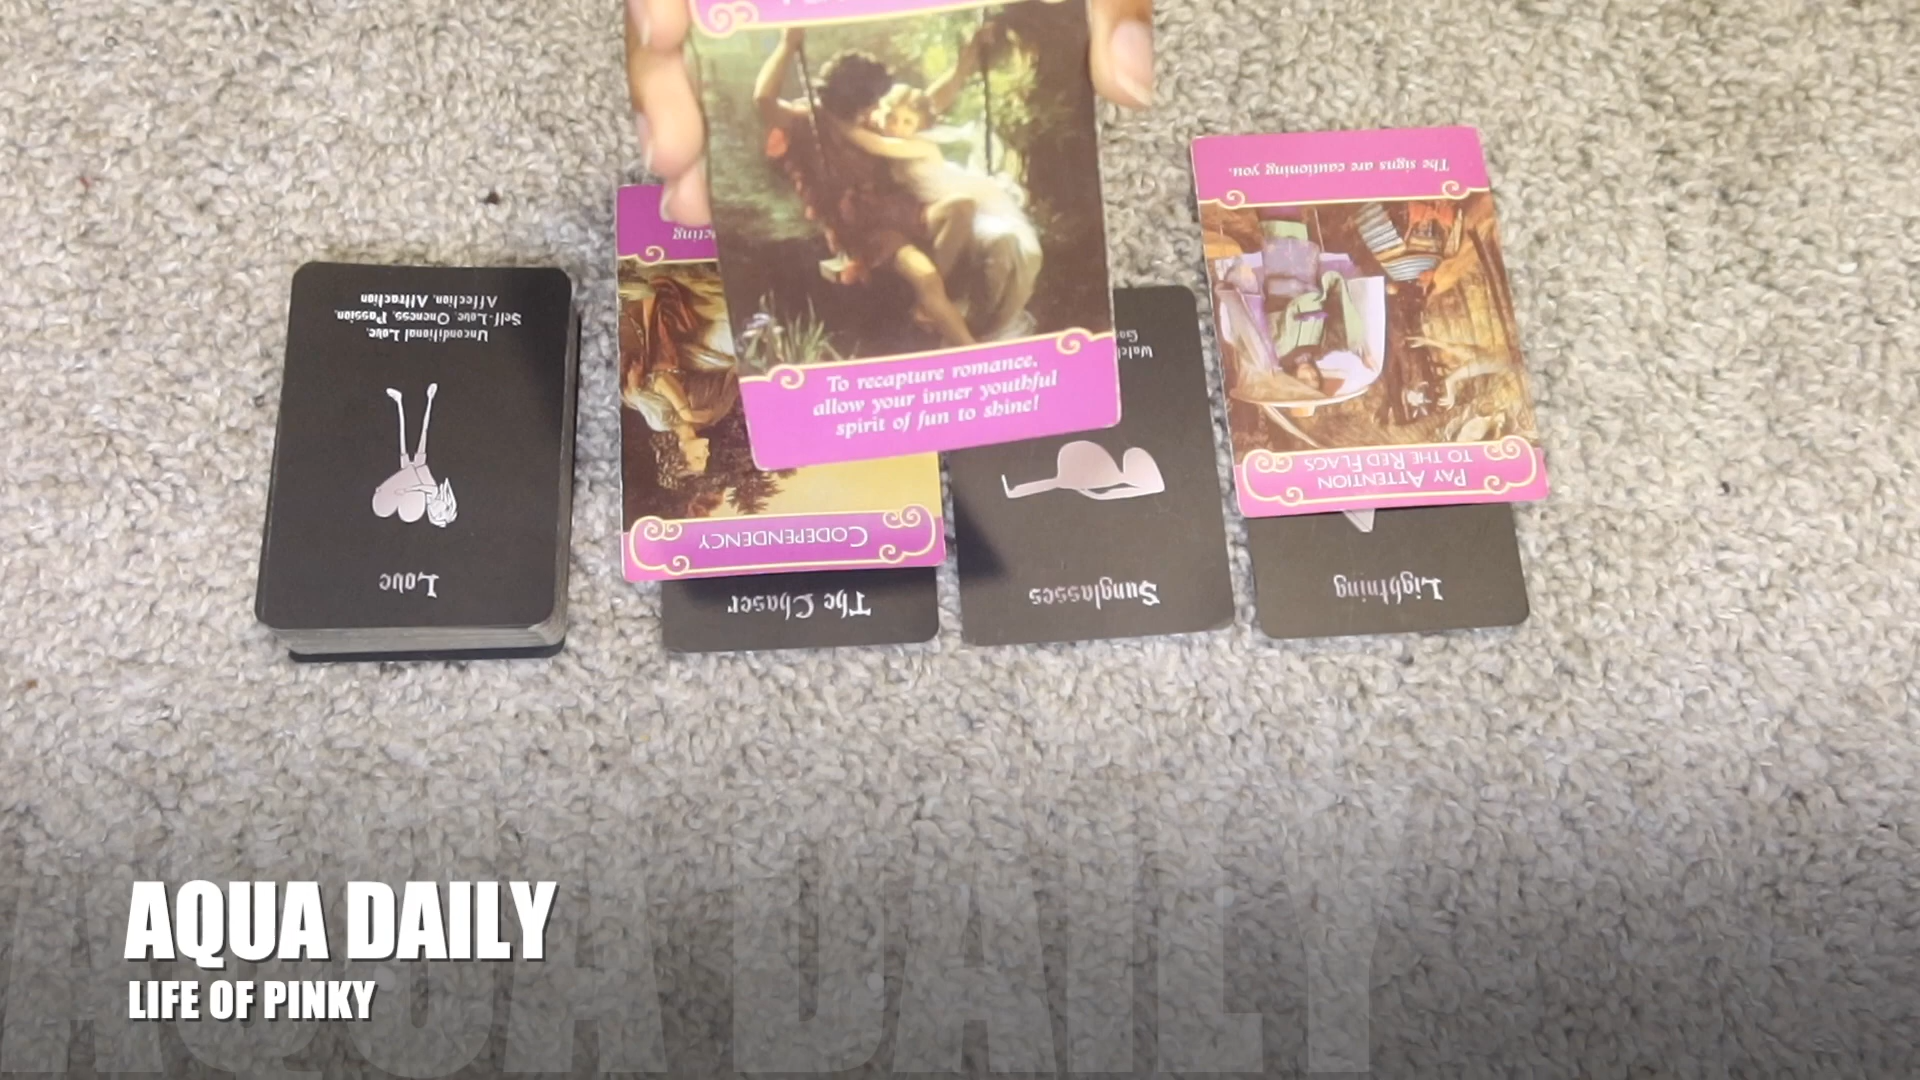 To recapture romance,
allow your inner youthful
spirit of fun to shine!
The signs are cautioning you.
PAY ATTENTION
TO THE RED FLAGS
CODEPENDENCY
Love
Unconditional Love,
Self-Love, Oneness, Passion,
Affection, Attraction
The Chaser
Sunglasses
Lightning
AQUA DAILY
LIFE OF PINKY
AQUA DAILY